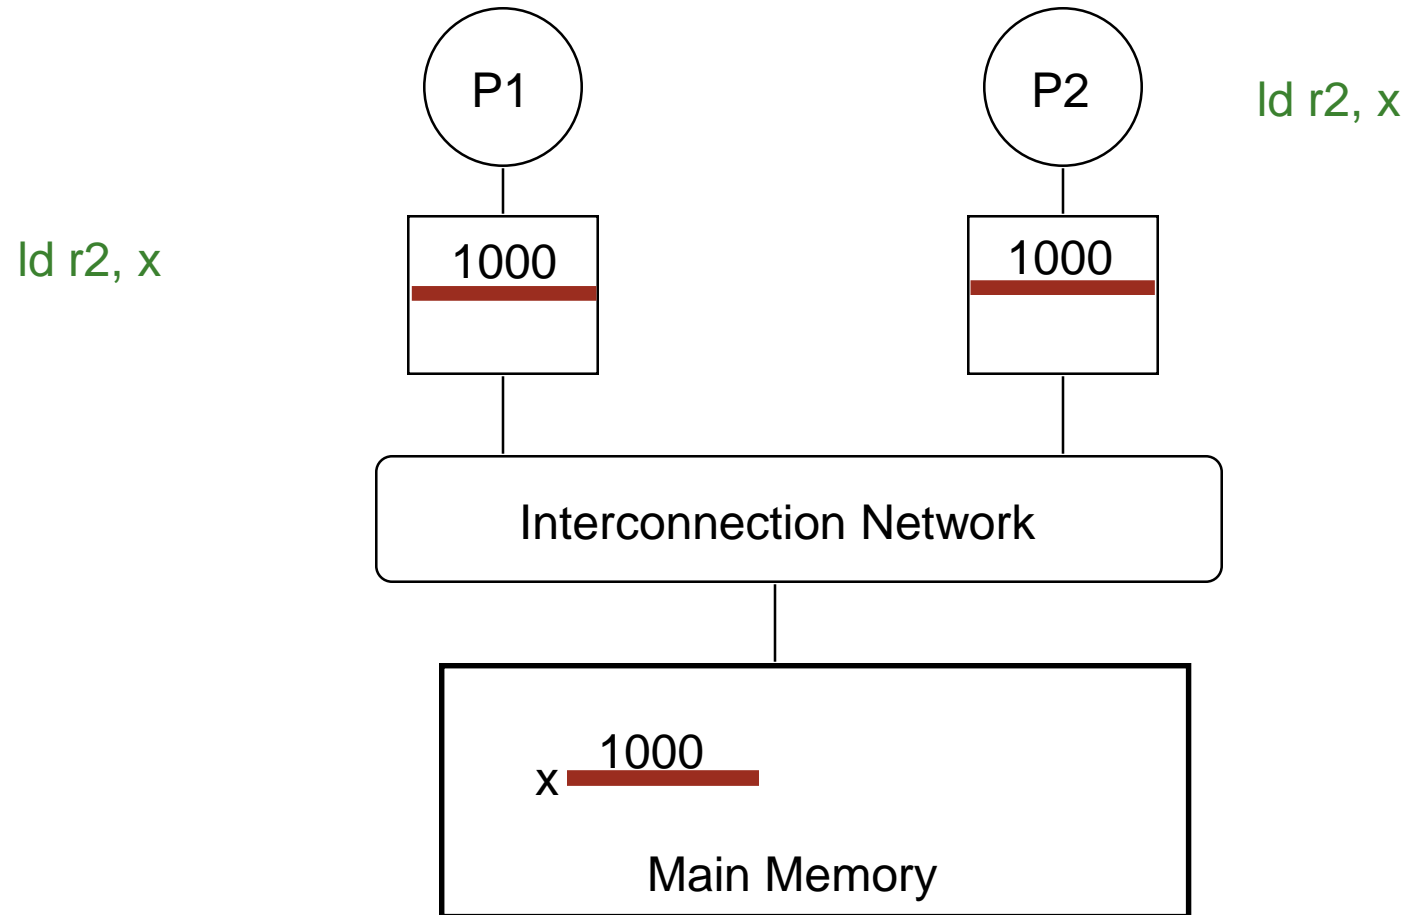 P1
P2
ld r2, x
ld r2, x
1000
1000
Interconnection Network
1000
x
Main Memory